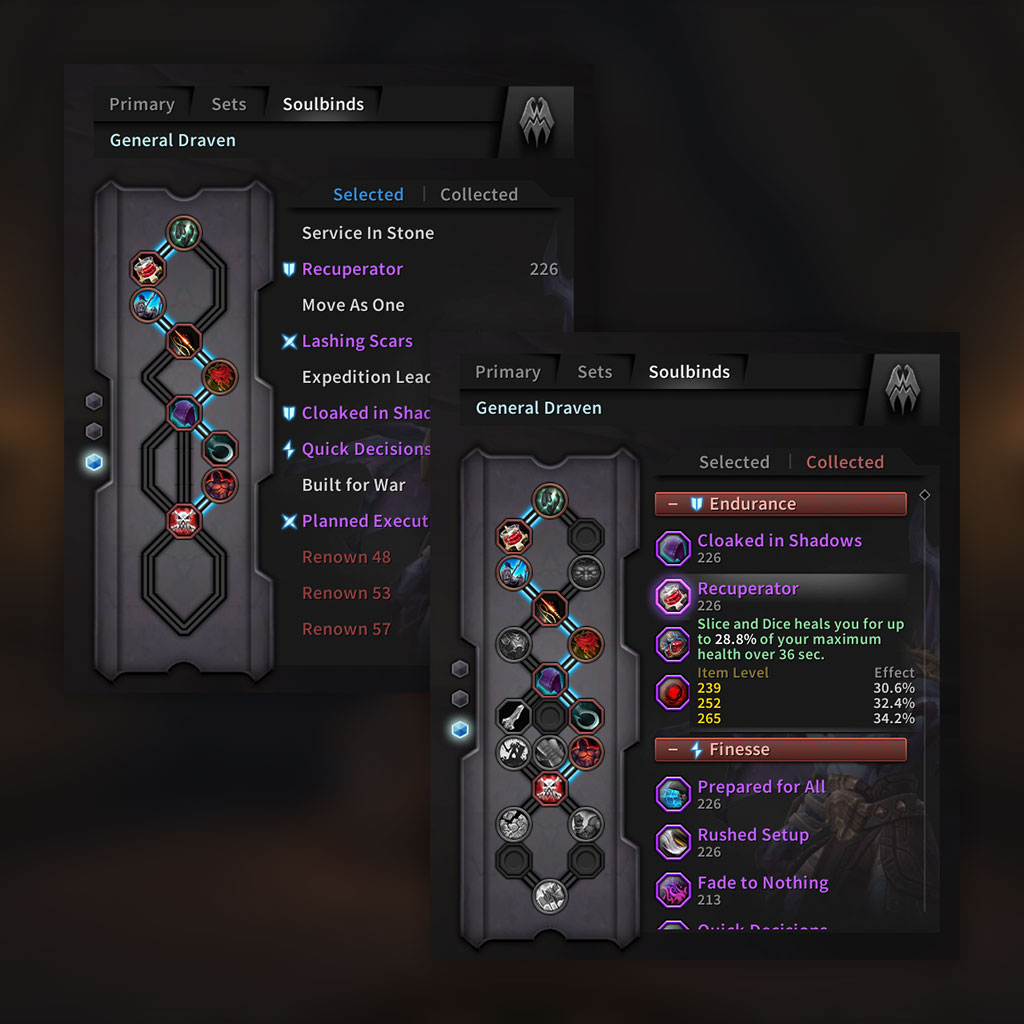 Primary Sets Soulbinds
General Draven
Selected | Collected
Service In Stone
Recuperator 226
Move As One
Lashing Scars
Expedition Lead
Cloaked in Shad
Quick Decisions
Built for War
Planned Execut
Renown 48
Renown 53
Renown 57
Primary Sets Soulbinds
General Draven
Selected | Collected
− Endurance
Cloaked in Shadows
226
Recuperator
226
Slice and Dice heals you for up
to 28.8% of your maximum
health over 36 sec.
Item Level Effect
239 30.6%
252 32.4%
265 34.2%
− Finesse
Prepared for All
226
Rushed Setup
226
Fade to Nothing
213
Quick Decisions